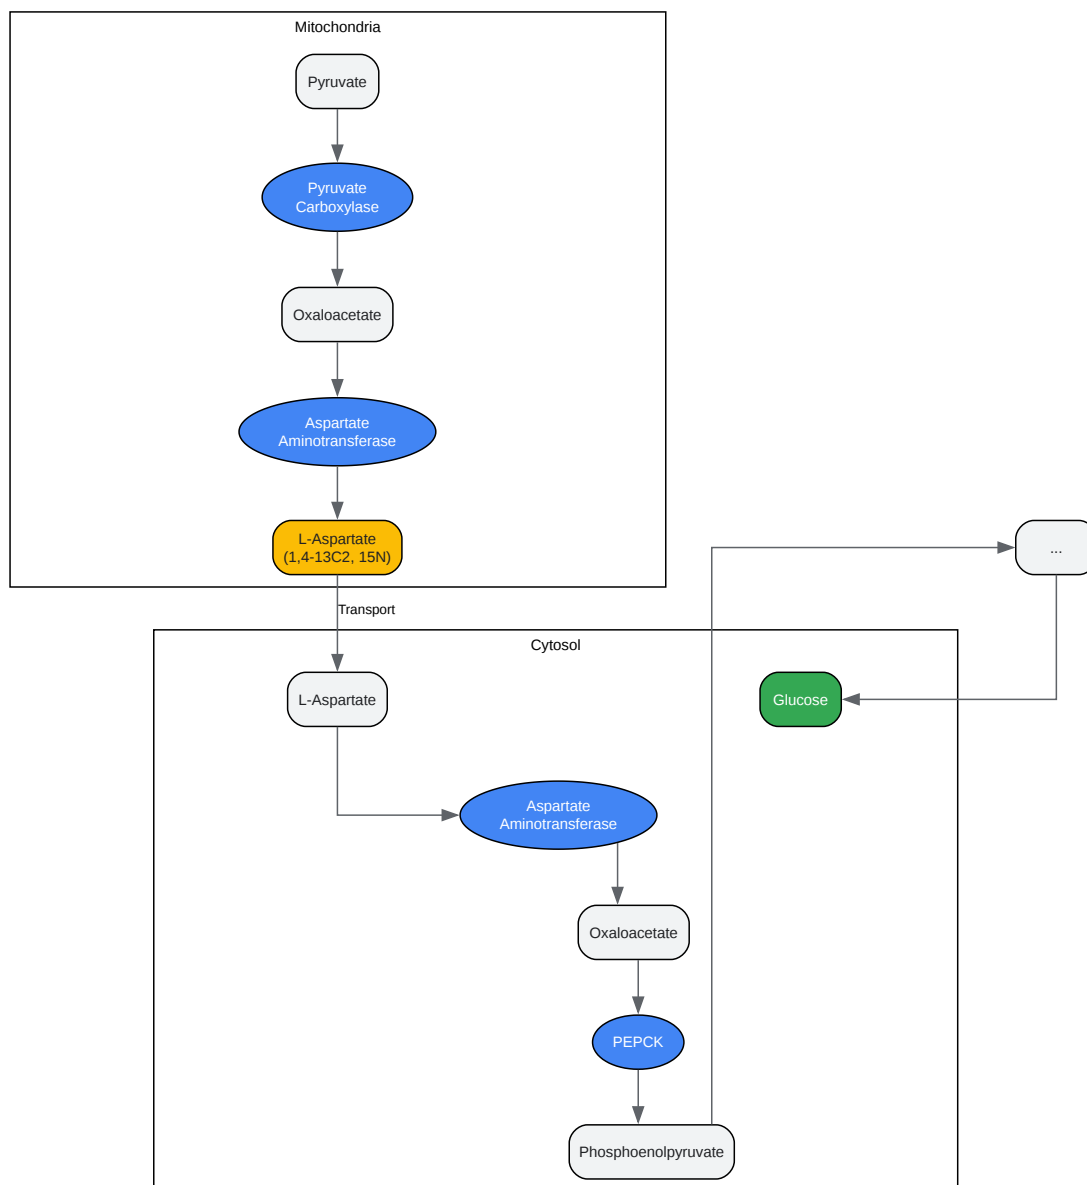 Mitochondria
Pyruvate
Pyruvate
Carboxylase
Oxaloacetate
Aspartate
Aminotransferase
L-Aspartate
(1,4-13C2, 15N)
...
Transport
Cytosol
L-Aspartate
Glucose
Aspartate
Aminotransferase
Oxaloacetate
PEPCK
Phosphoenolpyruvate